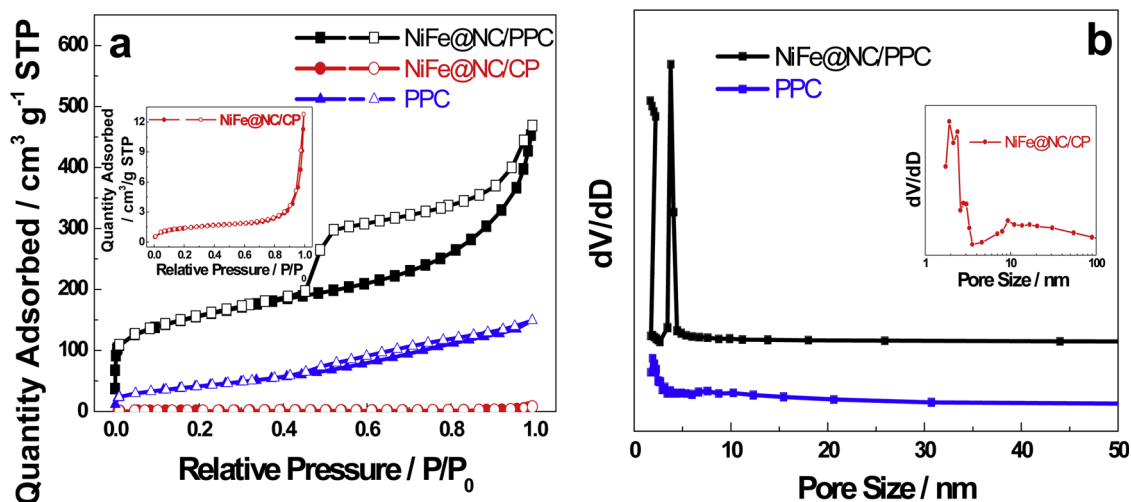 a
NiFe@NC/PPC
NiFe@NC/CP
PPC
Quantity Adsorbed / cm³ g⁻¹ STP
600
500
400
300
200
100
0
0.0 0.2 0.4 0.6 0.8 1.0
Relative Pressure / P/P₀
NiFe@NC/CP
Quantity Adsorbed
/ cm³/g STP
12
9
6
3
0
0.0 0.2 0.4 0.6 0.8 1.0
Relative Pressure / P/P₀
b
NiFe@NC/PPC
PPC
dV/dD
0 10 20 30 40 50
Pore Size / nm
NiFe@NC/CP
dV/dD
1 10 100
Pore Size / nm